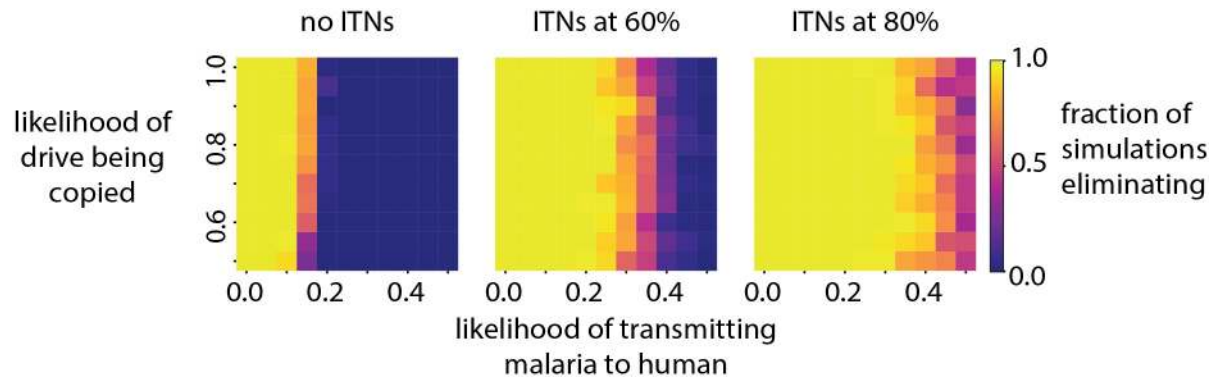 no ITNs
ITNs at 60%
ITNs at 80%
likelihood of
drive being
copied
1.0
0.8
0.6
0.0
0.2
0.4
0.0
0.2
0.4
0.0
0.2
0.4
likelihood of transmitting
malaria to human
1.0
0.5
0.0
fraction of
simulations
eliminating